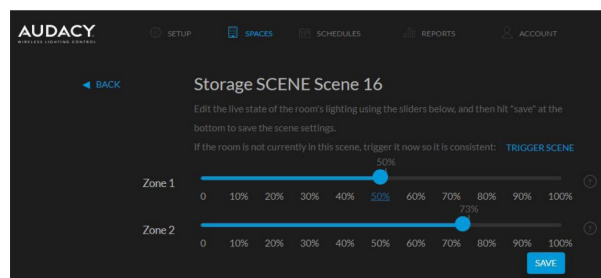 AUDACY
WIRELESS LIGHTING CONTROL
SETUP
SPACES
SCHEDULES
REPORTS
ACCOUNT
◄ BACK
Storage SCENE Scene 16
Edit the live state of the room's lighting using the sliders below, and then hit "save" at the
bottom to save the scene settings.
If the room is not currently in this scene, trigger it now so it is consistent: TRIGGER SCENE
50%
Zone 1
0 10% 20% 30% 40% 50% 60% 70% 80% 90% 100%
73%
Zone 2
0 10% 20% 30% 40% 50% 60% 70% 80% 90% 100%
SAVE